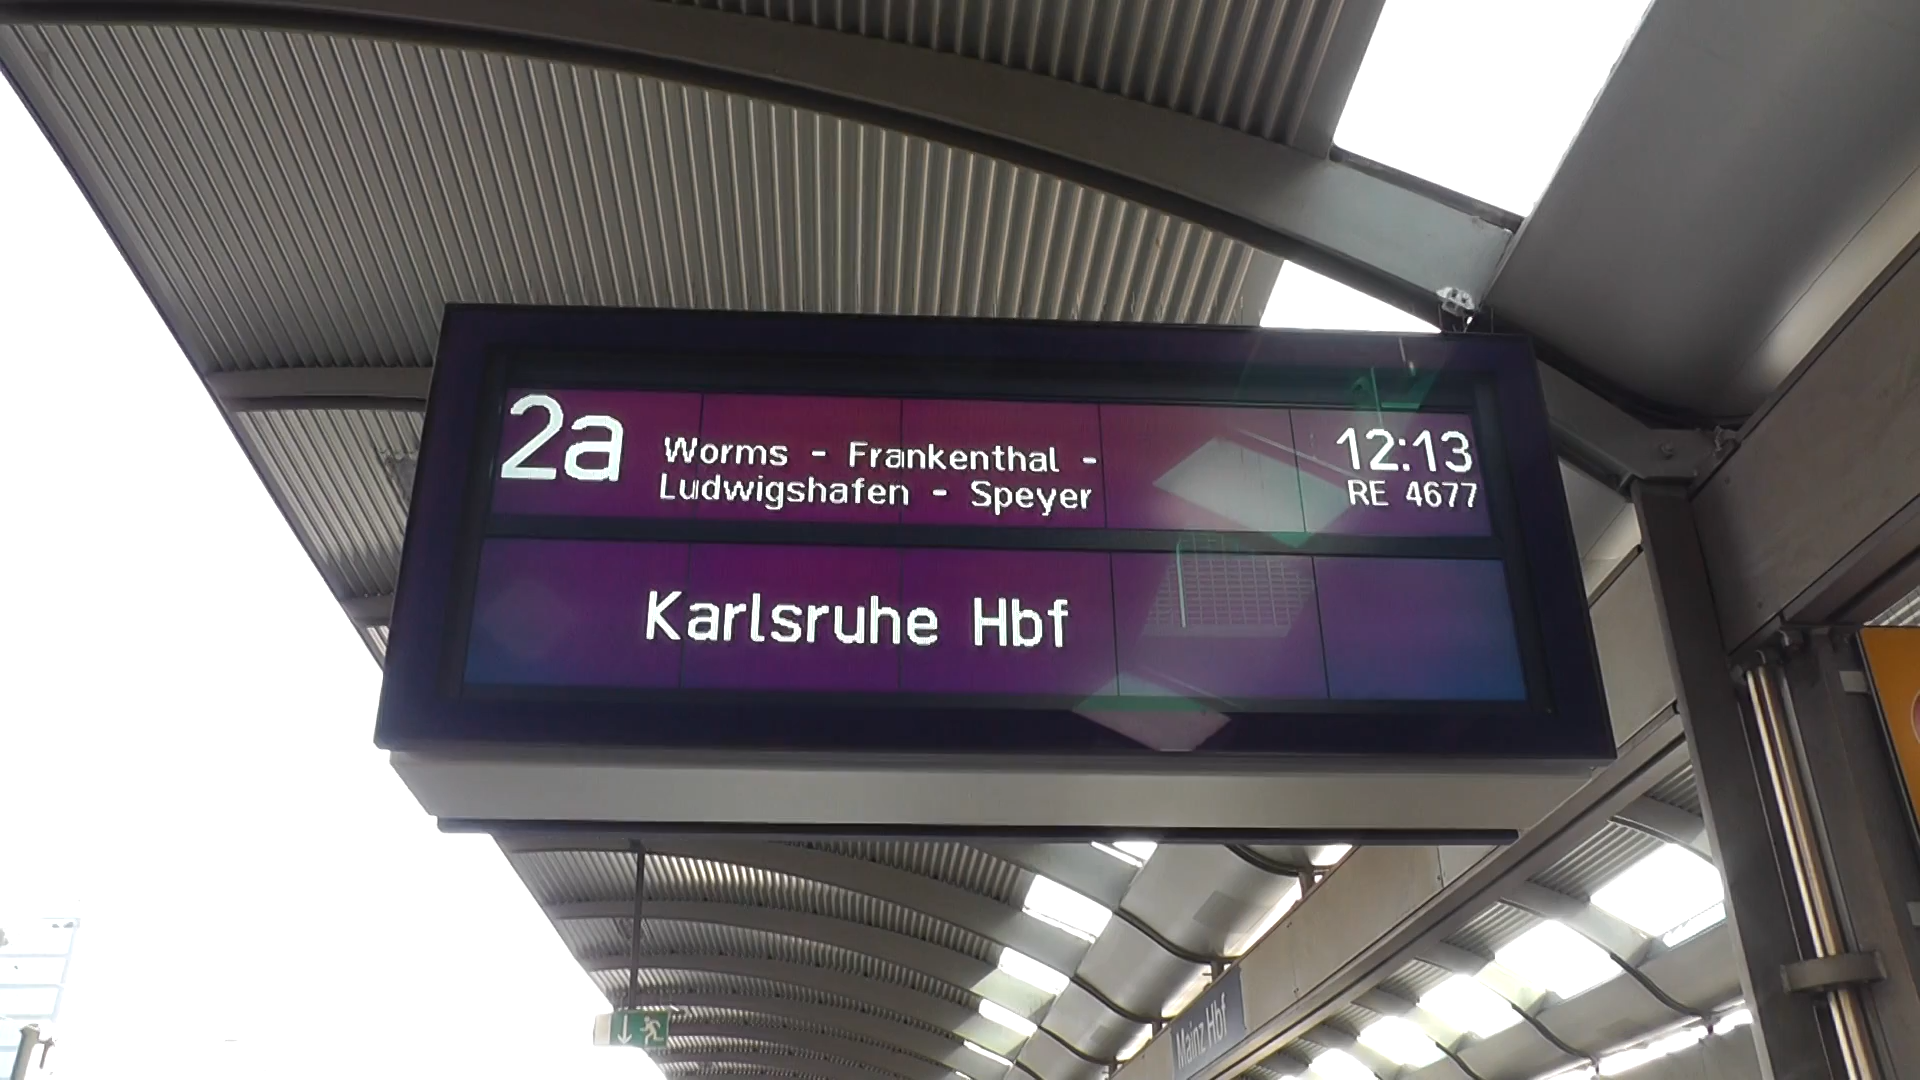 2a
Worms - Frankenthal -
Ludwigshafen - Speyer
12:13
RE 4677
Karlsruhe Hbf
Mainz Hbf